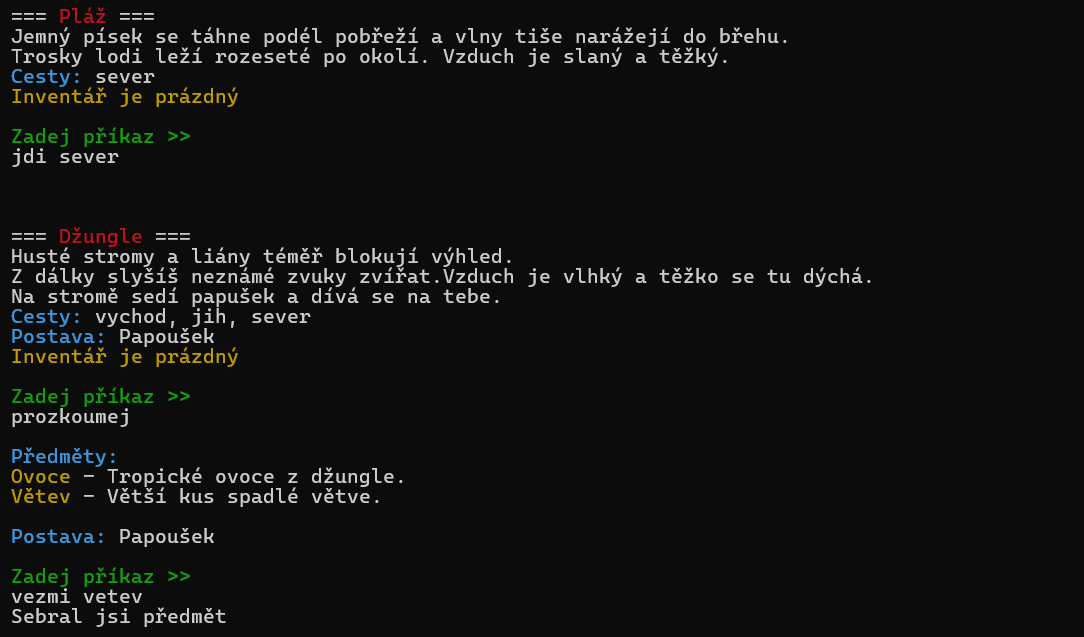 === Pláž ===
Jemný písek se táhne podél pobřeží a vlny tiše narážejí do břehu.
Trosky lodi leží rozeseté po okolí. Vzduch je slaný a těžký.
Cesty: sever
Inventář je prázdný
Zadej příkaz >>
jdi sever
=== Džungle ===
Husté stromy a liány téměř blokují výhled.
Z dálky slyšíš neznámé zvuky zvířat.Vzduch je vlhký a těžko se tu dýchá.
Na stromě sedí papušek a dívá se na tebe.
Cesty: vychod, jih, sever
Postava: Papoušek
Inventář je prázdný
Zadej příkaz >>
prozkoumej
Předměty:
Ovoce - Tropické ovoce z džungle.
Větev - Větší kus spadlé větve.
Postava: Papoušek
Zadej příkaz >>
vezmi vetev
Sebral jsi předmět